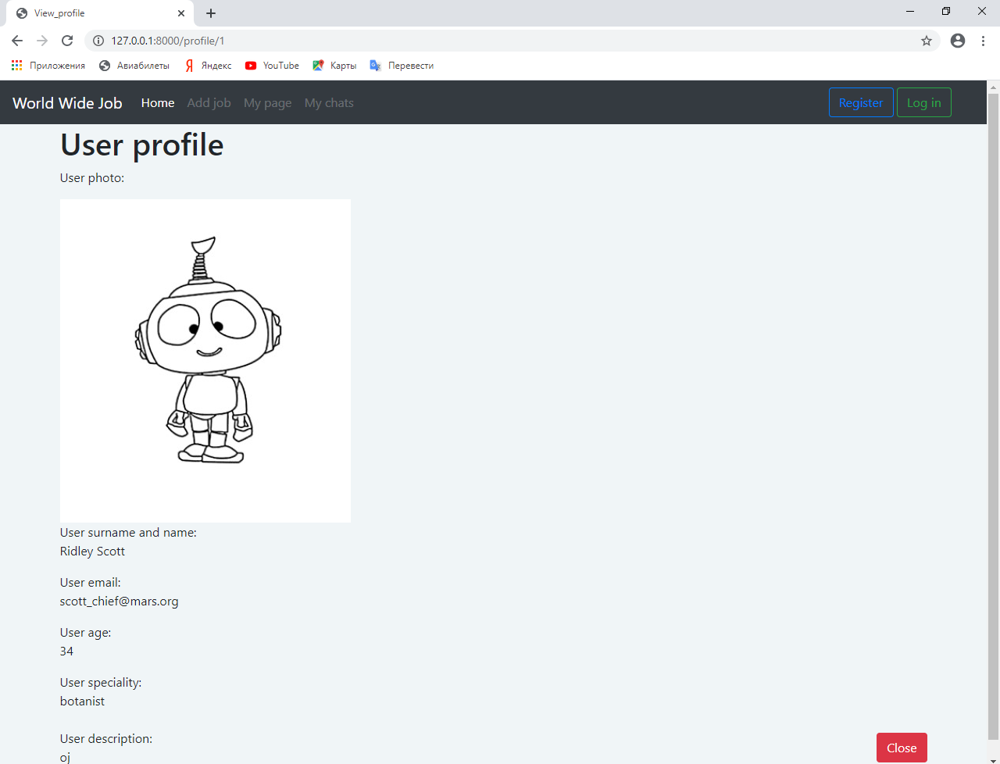 View_profile
127.0.0.1:8000/profile/1
Приложения Авиабилеты Яндекс YouTube Карты Перевести
World Wide Job Home Add job My page My chats Register Log in
User profile
User photo:
User surname and name:
Ridley Scott
User email:
scott_chief@mars.org
User age:
34
User speciality:
botanist
User description:
oj
Close